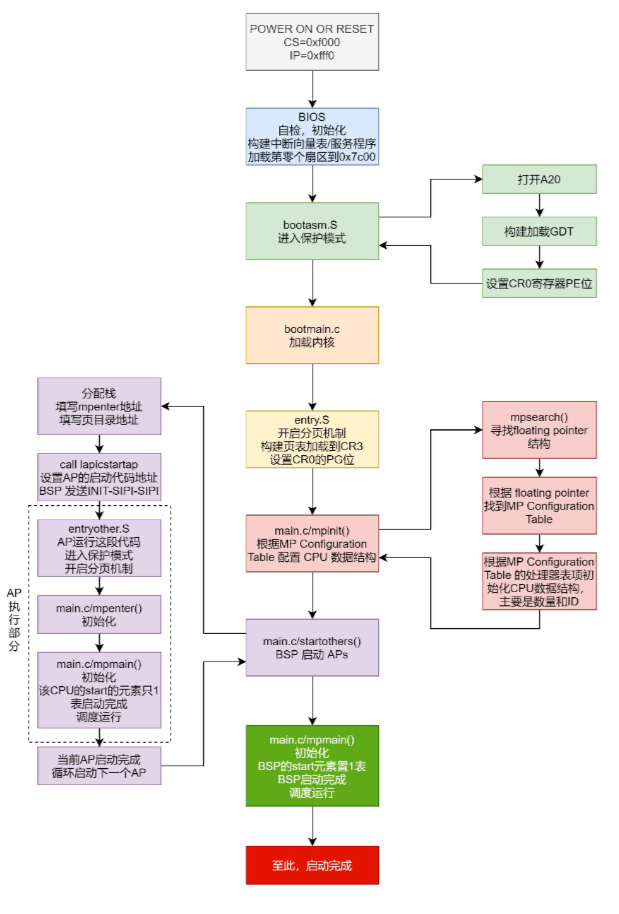 POWER ON OR RESET
CS=0xf000
IP=0xfff0
BIOS
自检，初始化
构建中断向量表/服务程序
加载第零个扇区到0x7c00
bootasm.S
进入保护模式
打开A20
构建加载GDT
设置CR0寄存器PE位
bootmain.c
加载内核
entry.S
开启分页机制
构建页表加载到CR3
设置CR0的PG位
main.c/mpinit()
根据MP Configuration
Table 配置 CPU 数据结构
mpsearch()
寻找floating pointer
结构
根据 floating pointer
找到MP Configuration
Table
根据MP Configuration
Table 的处理器表项初
始化CPU数据结构，
主要是数量和ID
main.c/startothers()
BSP 启动 APs
分配栈
填写mpenter地址
填写页目录地址
call lapicstartap
设置AP的启动代码地址
BSP 发送INIT-SIPI-SIPI
AP
执
行
部
分
entryother.S
AP运行这段代码
进入保护模式
开启分页机制
main.c/mpenter()
初始化
main.c/mpmain()
初始化
该CPU的start的元素只1
表启动完成
调度运行
当前AP启动完成
循环启动下一个AP
main.c/mpmain()
初始化
BSP的start元素置1表
BSP启动完成
调度运行
至此，启动完成